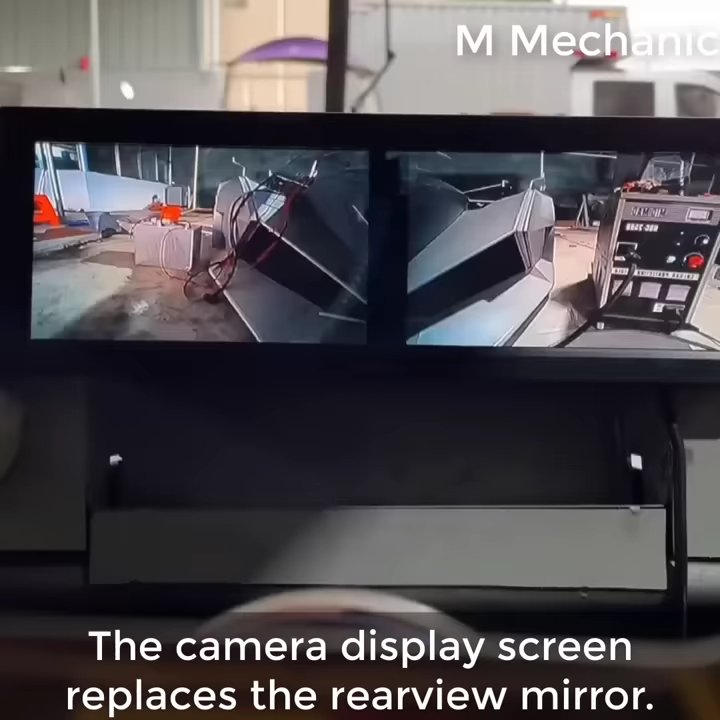 M Mechanic
The camera display screen
replaces the rearview mirror.